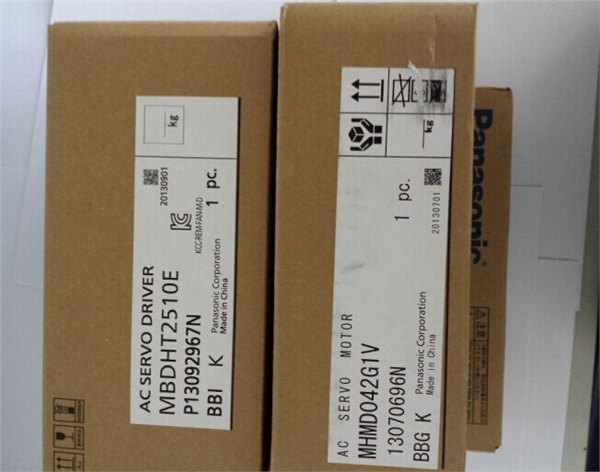 AC SERVO DRIVER
MBDHT2510E
P13092967N
BBI K
Panasonic Corporation
Made in China
1 pc.
KCC-REM-FAN-MD
20130901
kg
AC SERVO MOTOR
MHMD042G1V
13070696N
BBG K
Panasonic Corporation
Made in China
1 pc.
20130701
kg
Panasonic